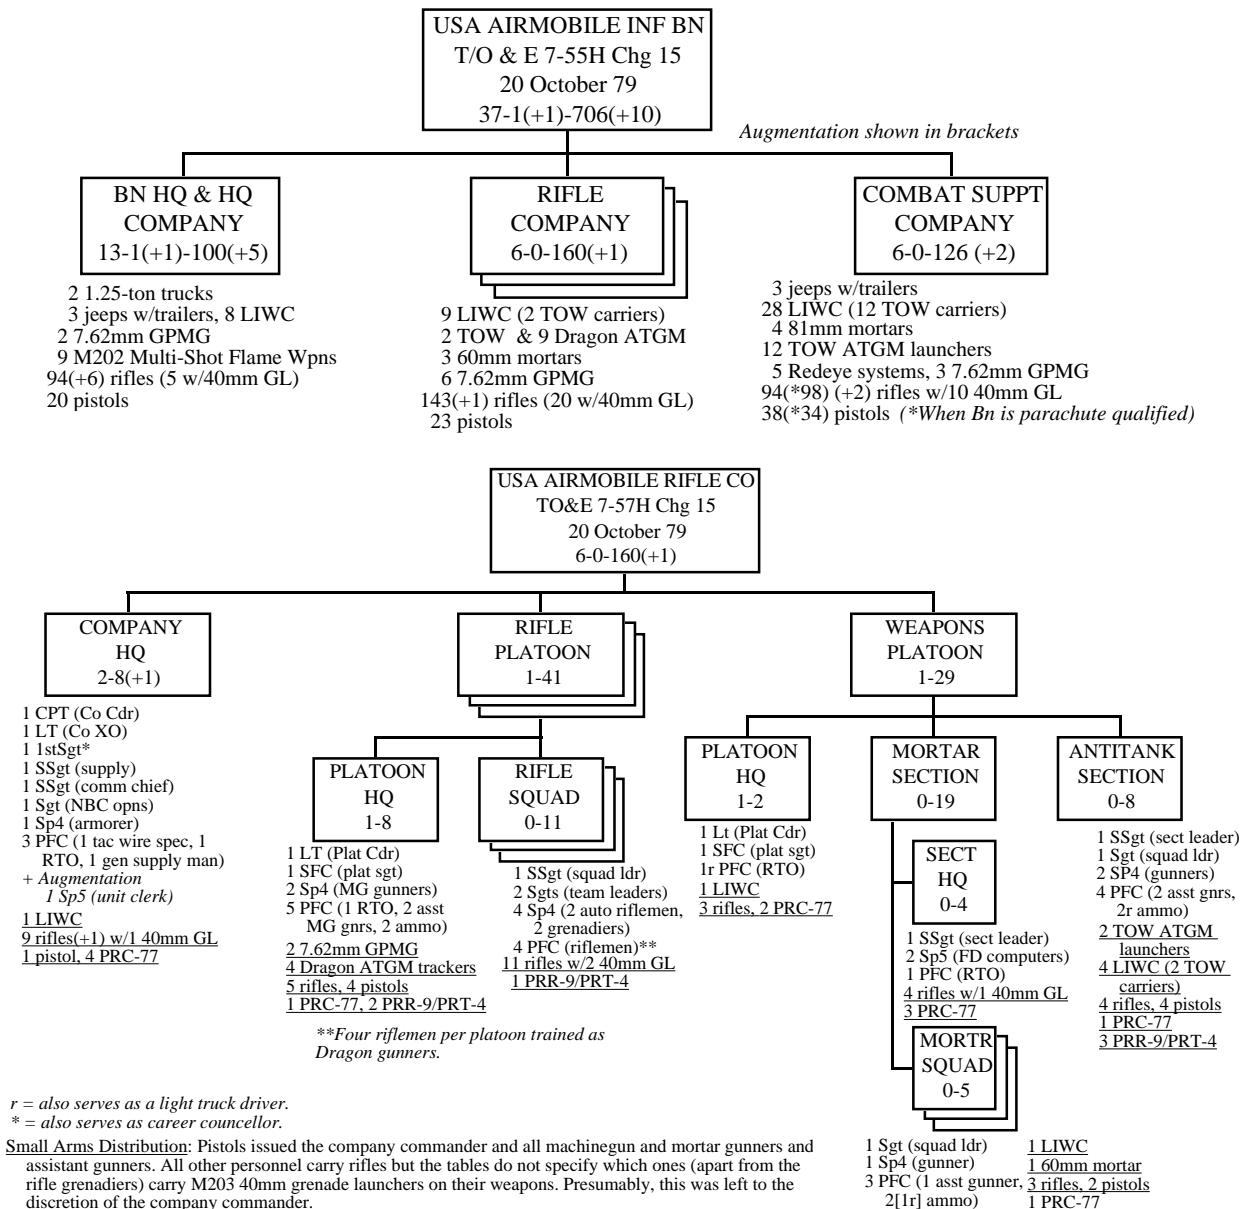 USA AIRMOBILE INF BN
T/O & E 7-55H Chg 15
20 October 79
37-1(+1)-706(+10)
Augmentation shown in brackets
BN HQ & HQ
COMPANY
13-1(+1)-100(+5)
2 1.25-ton trucks
3 jeeps w/trailers, 8 LIWC
2 7.62mm GPMG
9 M202 Multi-Shot Flame Wpns
94(+6) rifles (5 w/40mm GL)
20 pistols
RIFLE
COMPANY
6-0-160(+1)
9 LIWC (2 TOW carriers)
2 TOW & 9 Dragon ATGM
3 60mm mortars
6 7.62mm GPMG
143(+1) rifles (20 w/40mm GL)
23 pistols
COMBAT SUPPT
COMPANY
6-0-126 (+2)
3 jeeps w/trailers
28 LIWC (12 TOW carriers)
4 81mm mortars
12 TOW ATGM launchers
5 Redeye systems, 3 7.62mm GPMG
94(*98) (+2) rifles w/10 40mm GL
38(*34) pistols (*When Bn is parachute qualified)
USA AIRMOBILE RIFLE CO
TO&E 7-57H Chg 15
20 October 79
6-0-160(+1)
COMPANY
HQ
2-8(+1)
1 CPT (Co Cdr)
1 LT (Co XO)
1 1stSgt*
1 SSgt (supply)
1 SSgt (comm chief)
1 Sgt (NBC opns)
1 Sp4 (armorer)
3 PFC (1 tac wire spec, 1
RTO, 1 gen supply man)
+ Augmentation
1 Sp5 (unit clerk)
1 LIWC
9 rifles(+1) w/1 40mm GL
1 pistol, 4 PRC-77
RIFLE
PLATOON
1-41
PLATOON
HQ
1-8
1 LT (Plat Cdr)
1 SFC (plat sgt)
2 Sp4 (MG gunners)
5 PFC (1 RTO, 2 asst
MG gnrs, 2 ammo)
2 7.62mm GPMG
4 Dragon ATGM trackers
5 rifles, 4 pistols
1 PRC-77, 2 PRR-9/PRT-4
RIFLE
SQUAD
0-11
1 SSgt (squad ldr)
2 Sgts (team leaders)
4 Sp4 (2 auto riflemen,
2 grenadiers)
4 PFC (riflemen)**
11 rifles w/2 40mm GL
1 PRR-9/PRT-4
**Four riflemen per platoon trained as
Dragon gunners.
WEAPONS
PLATOON
1-29
PLATOON
HQ
1-2
1 Lt (Plat Cdr)
1 SFC (plat sgt)
1r PFC (RTO)
1 LIWC
3 rifles, 2 PRC-77
MORTAR
SECTION
0-19
SECT
HQ
0-4
1 SSgt (sect leader)
2 Sp5 (FD computers)
1 PFC (RTO)
4 rifles w/1 40mm GL
3 PRC-77
MORTR
SQUAD
0-5
1 Sgt (squad ldr)
1 Sp4 (gunner)
3 PFC (1 asst gunner,
2[1r] ammo)
1 LIWC
1 60mm mortar
3 rifles, 2 pistols
1 PRC-77
ANTITANK
SECTION
0-8
1 SSgt (sect leader)
1 Sgt (squad ldr)
2 SP4 (gunners)
4 PFC (2 asst gnrs,
2r ammo)
2 TOW ATGM
launchers
4 LIWC (2 TOW
carriers)
4 rifles, 4 pistols
1 PRC-77
3 PRR-9/PRT-4
r = also serves as a light truck driver.
* = also serves as career councellor.
Small Arms Distribution: Pistols issued the company commander and all machinegun and mortar gunners and
assistant gunners. All other personnel carry rifles but the tables do not specify which ones (apart from the
rifle grenadiers) carry M203 40mm grenade launchers on their weapons. Presumably, this was left to the
discretion of the company commander.